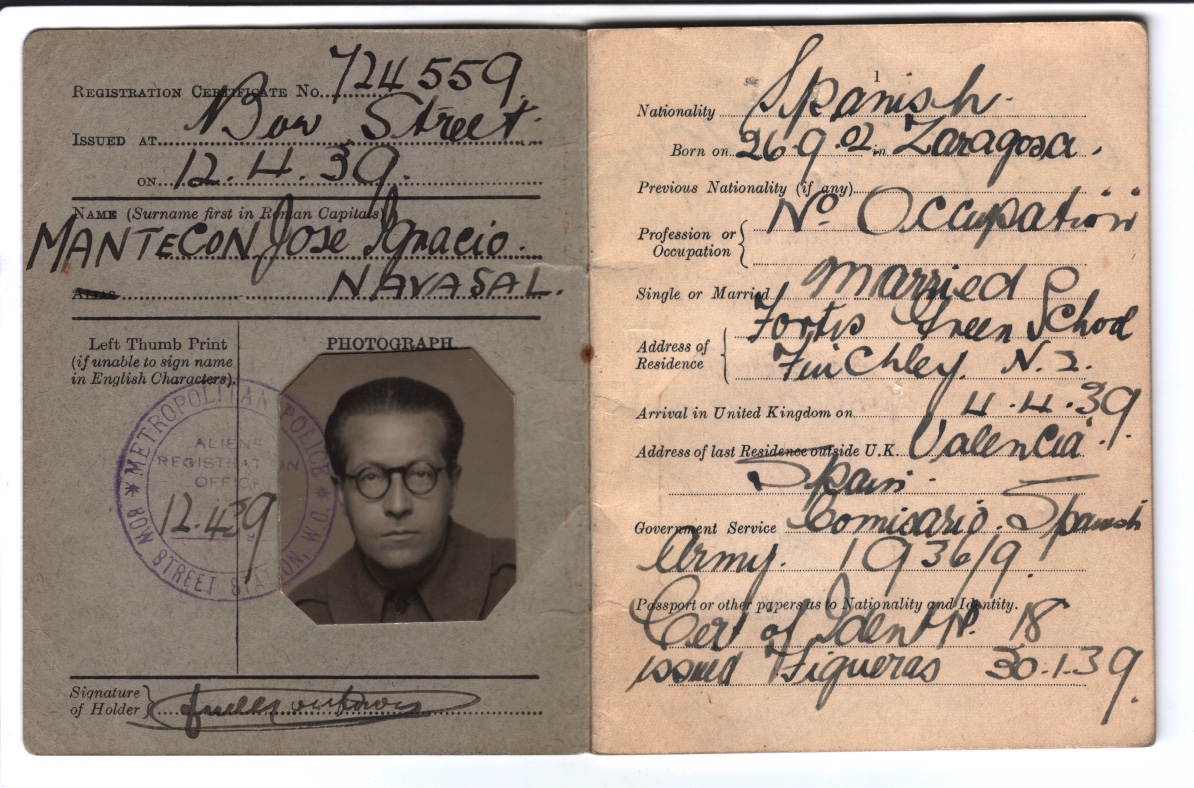 REGISTRATION CERTIFICATE No. 724559.
ISSUED AT Bow Street.
ON 12.4.39.
NAME (Surname first in Roman Capitals)
MANTECON Jose Ignacio.
NAVASAL.
Left Thumb Print
(if unable to sign name
in English Characters).
PHOTOGRAPH.
METROPOLITAN POLICE
ALIENS
REGISTRATION
OFFICE
12.4.39
BOW STREET STATION, W.C.
Signature
of Holder
1
Nationality Spanish.
Born on 26.9.02 in Zaragosa.
Previous Nationality (if any)
Profession or
Occupation
No Occupation
Single or Married Married
Address of
Residence
Fortis Green School
Finchley. N.2.
Arrival in United Kingdom on 4.4.39.
Address of last Residence outside U.K. Valencia.
Spain.
Government Service Comisario. Spanish
Army. 1936/9.
Passport or other papers as to Nationality and Identity.
Cert of Ident No. 18
issued Figueras 30.1.39.